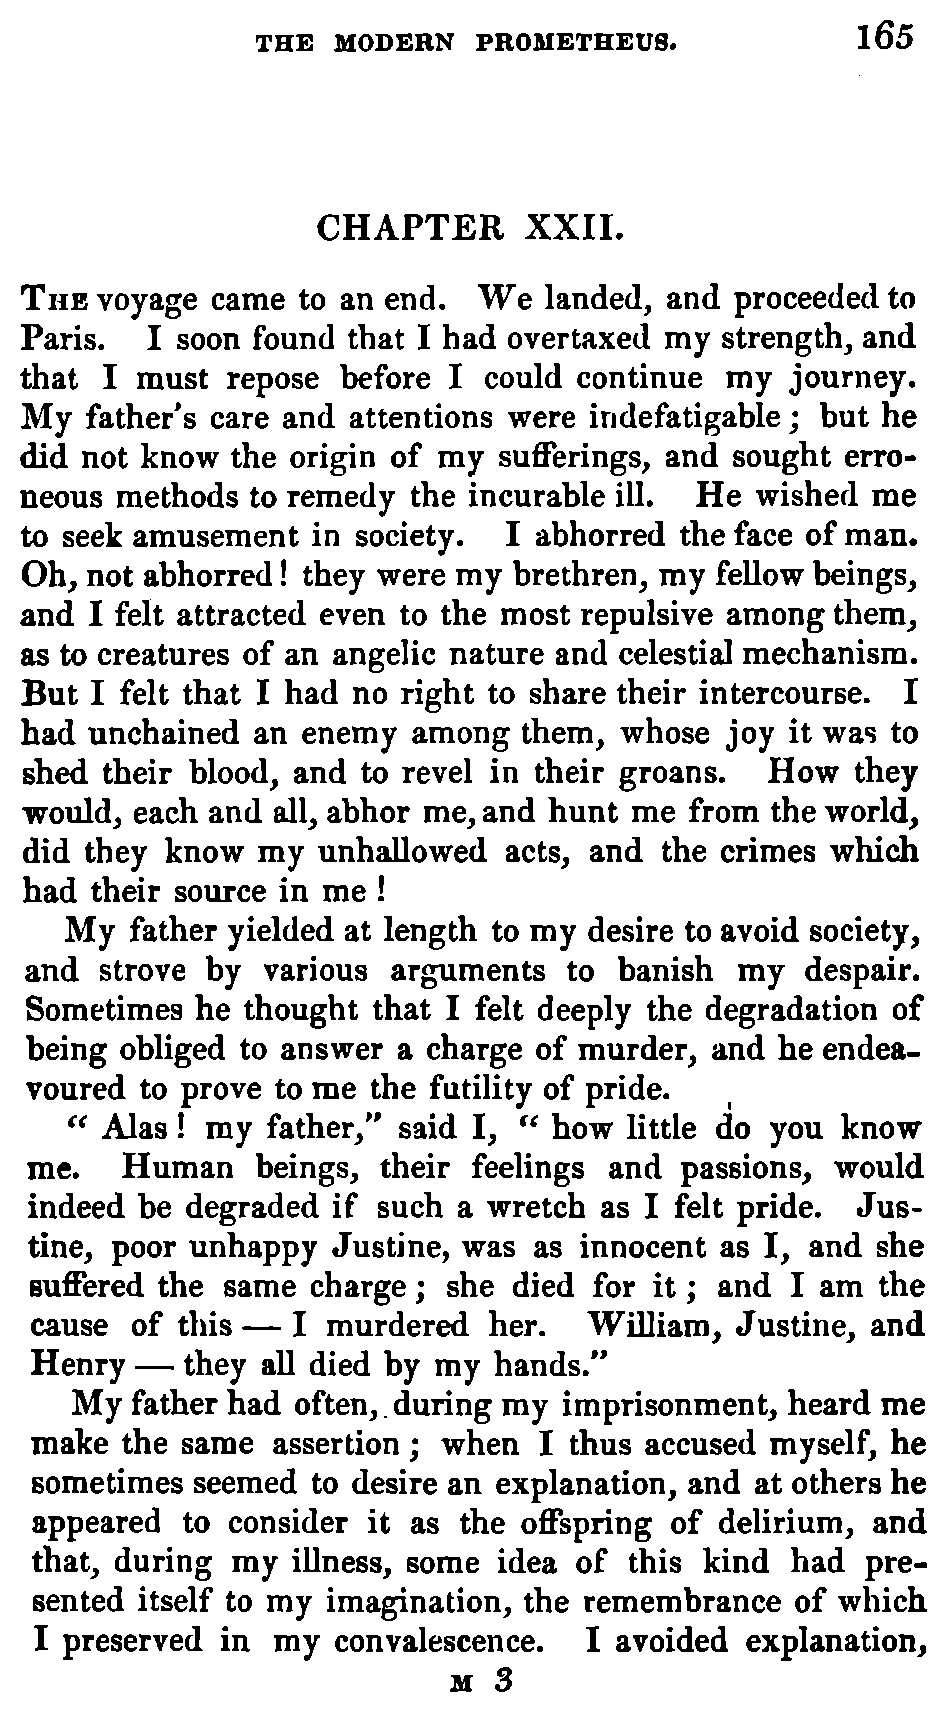 THE MODERN PROMETHEUS. 165
CHAPTER XXII.
THE voyage came to an end. We landed, and proceeded to
Paris. I soon found that I had overtaxed my strength, and
that I must repose before I could continue my journey.
My father's care and attentions were indefatigable; but he
did not know the origin of my sufferings, and sought erro-
neous methods to remedy the incurable ill. He wished me
to seek amusement in society. I abhorred the face of man.
Oh, not abhorred! they were my brethren, my fellow beings,
and I felt attracted even to the most repulsive among them,
as to creatures of an angelic nature and celestial mechanism.
But I felt that I had no right to share their intercourse. I
had unchained an enemy among them, whose joy it was to
shed their blood, and to revel in their groans. How they
would, each and all, abhor me, and hunt me from the world,
did they know my unhallowed acts, and the crimes which
had their source in me!
My father yielded at length to my desire to avoid society,
and strove by various arguments to banish my despair.
Sometimes he thought that I felt deeply the degradation of
being obliged to answer a charge of murder, and he endea-
voured to prove to me the futility of pride.
“ Alas! my father,” said I, “ how little do you know
me. Human beings, their feelings and passions, would
indeed be degraded if such a wretch as I felt pride. Jus-
tine, poor unhappy Justine, was as innocent as I, and she
suffered the same charge; she died for it; and I am the
cause of this — I murdered her. William, Justine, and
Henry — they all died by my hands.”
My father had often, during my imprisonment, heard me
make the same assertion; when I thus accused myself, he
sometimes seemed to desire an explanation, and at others he
appeared to consider it as the offspring of delirium, and
that, during my illness, some idea of this kind had pre-
sented itself to my imagination, the remembrance of which
I preserved in my convalescence. I avoided explanation,
M 3